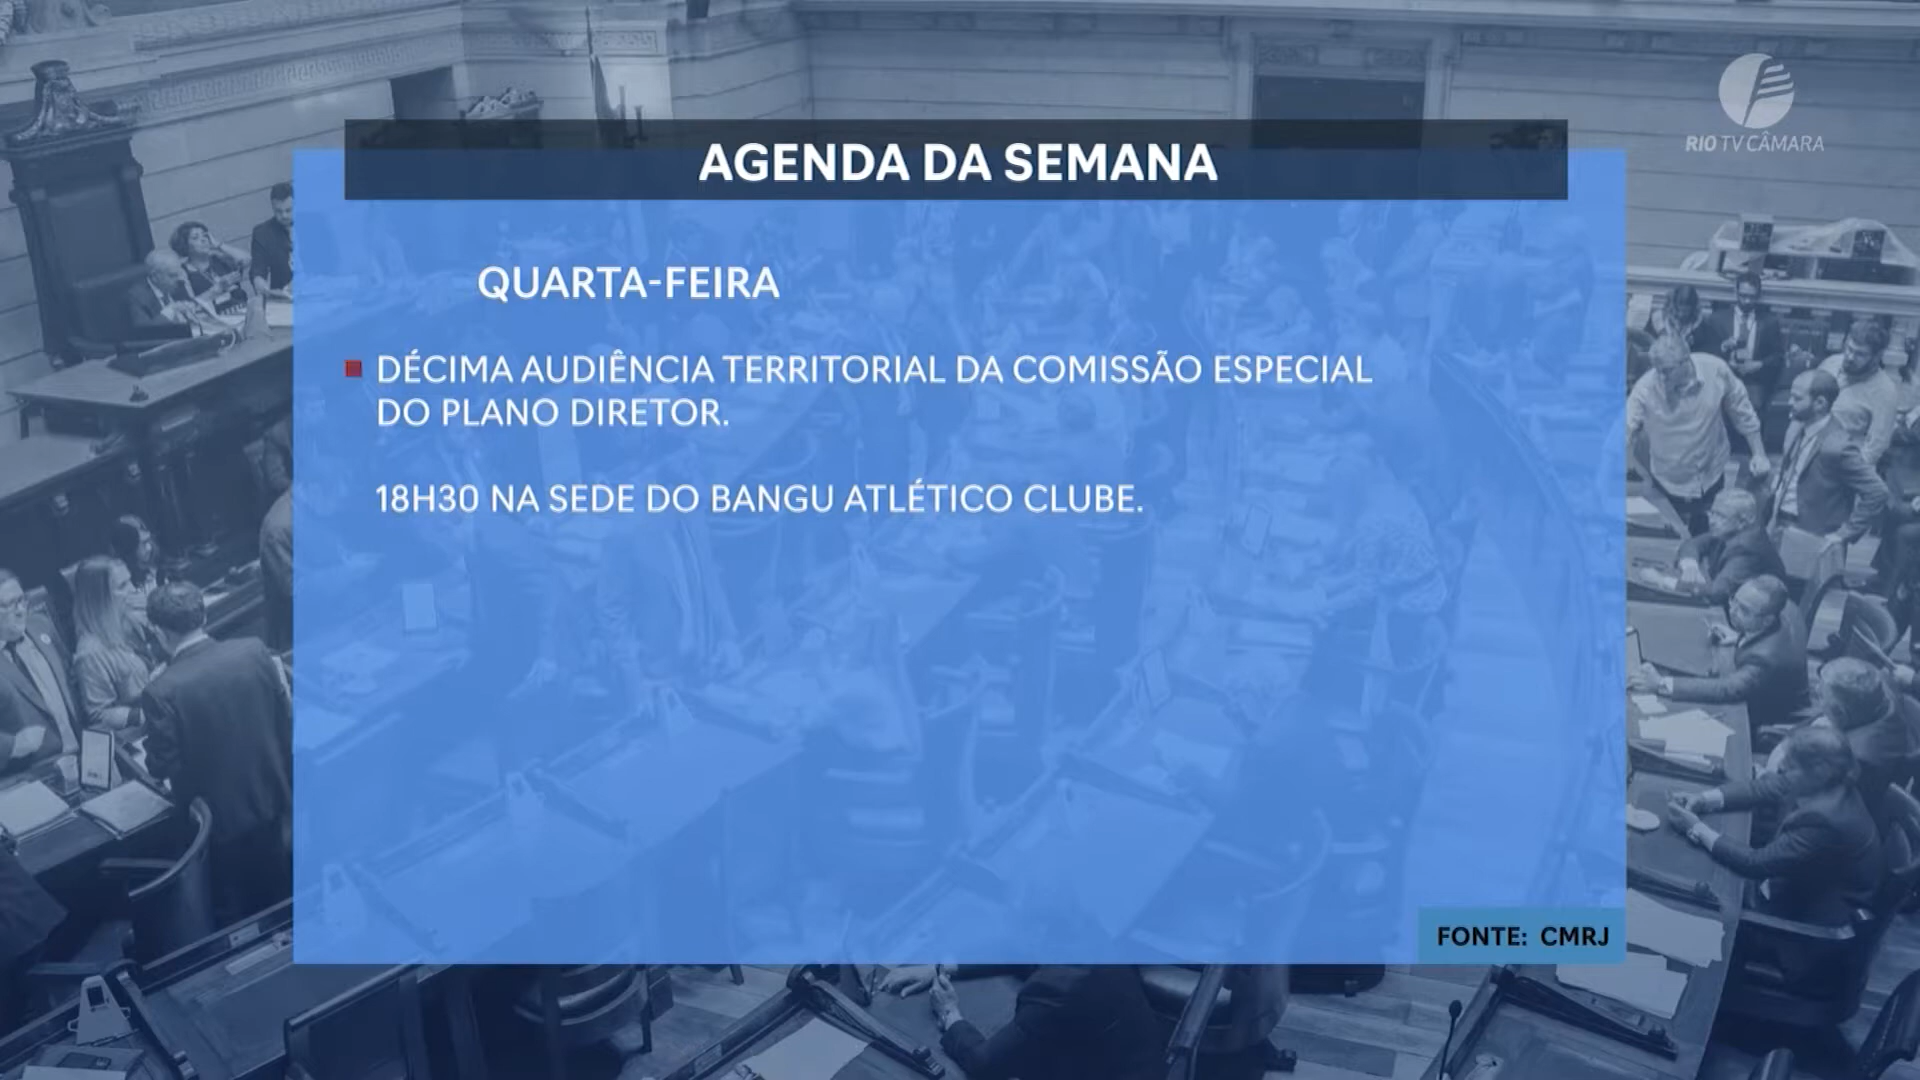 RIO TV CÂMARA
AGENDA DA SEMANA
QUARTA-FEIRA
DÉCIMA AUDIÊNCIA TERRITORIAL DA COMISSÃO ESPECIAL
DO PLANO DIRETOR.
18H30 NA SEDE DO BANGU ATLÉTICO CLUBE.
FONTE: CMRJ